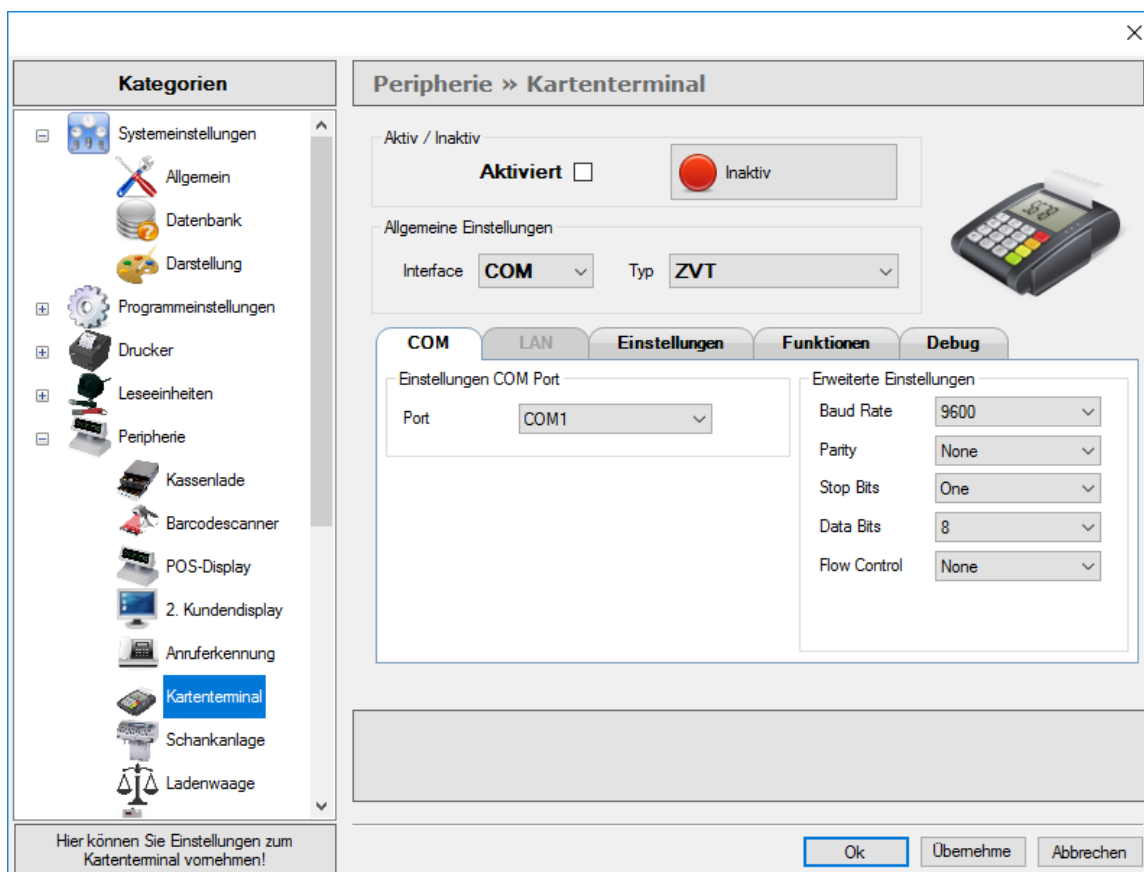 Kategorien
Systemeinstellungen
Allgemein
Datenbank
Darstellung
Programmeinstellungen
Drucker
Leseeinheiten
Peripherie
Kassenlade
Barcodescanner
POS-Display
2. Kundendisplay
Anruferkennung
Kartenterminal
Schankanlage
Ladenwaage
Hier können Sie Einstellungen zum
Kartenterminal vornehmen!
Peripherie » Kartenterminal
Aktiv / Inaktiv
Aktiviert
Inaktiv
5678
Allgemeine Einstellungen
Interface COM Typ ZVT
COM LAN Einstellungen Funktionen Debug
Einstellungen COM Port
Port COM1
Erweiterte Einstellungen
Baud Rate 9600
Parity None
Stop Bits One
Data Bits 8
Flow Control None
Ok Übernehme Abbrechen